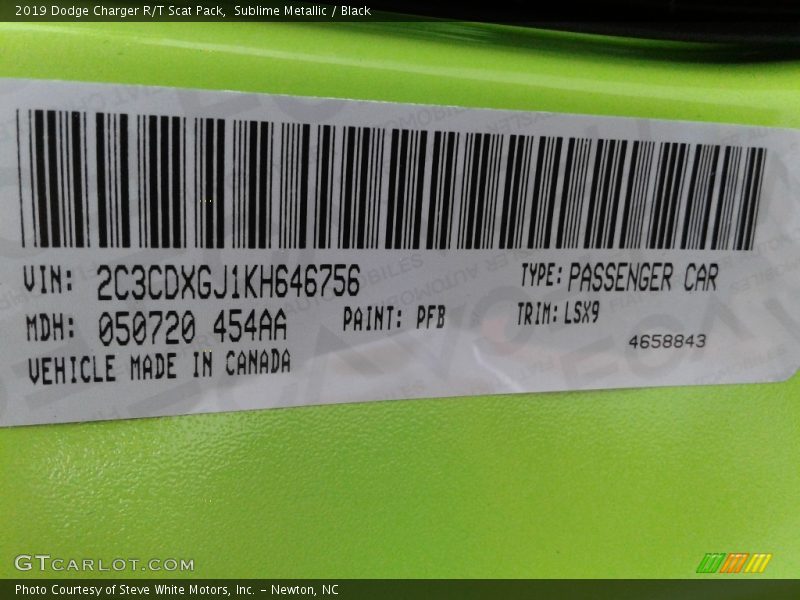 2019 Dodge Charger R/T Scat Pack, Sublime Metallic / Black
VIN: 2C3CDXGJ1KH646756
TYPE: PASSENGER CAR
MDH: 050720 454AA
PAINT: PFB
TRIM: LSX9
4658843
VEHICLE MADE IN CANADA
GTCARLOT.COM
Photo Courtesy of Steve White Motors, Inc. – Newton, NC